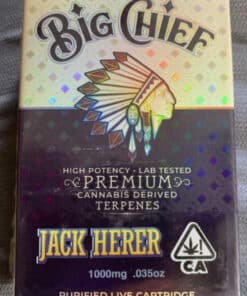 BIG CHIEF
HIGH POTENCY • LAB TESTED
PREMIUM
CANNABIS DERIVED
TERPENES
JACK HERER
! CA
1000mg .035oz
PURIFIED LIVE CARTRIDGE